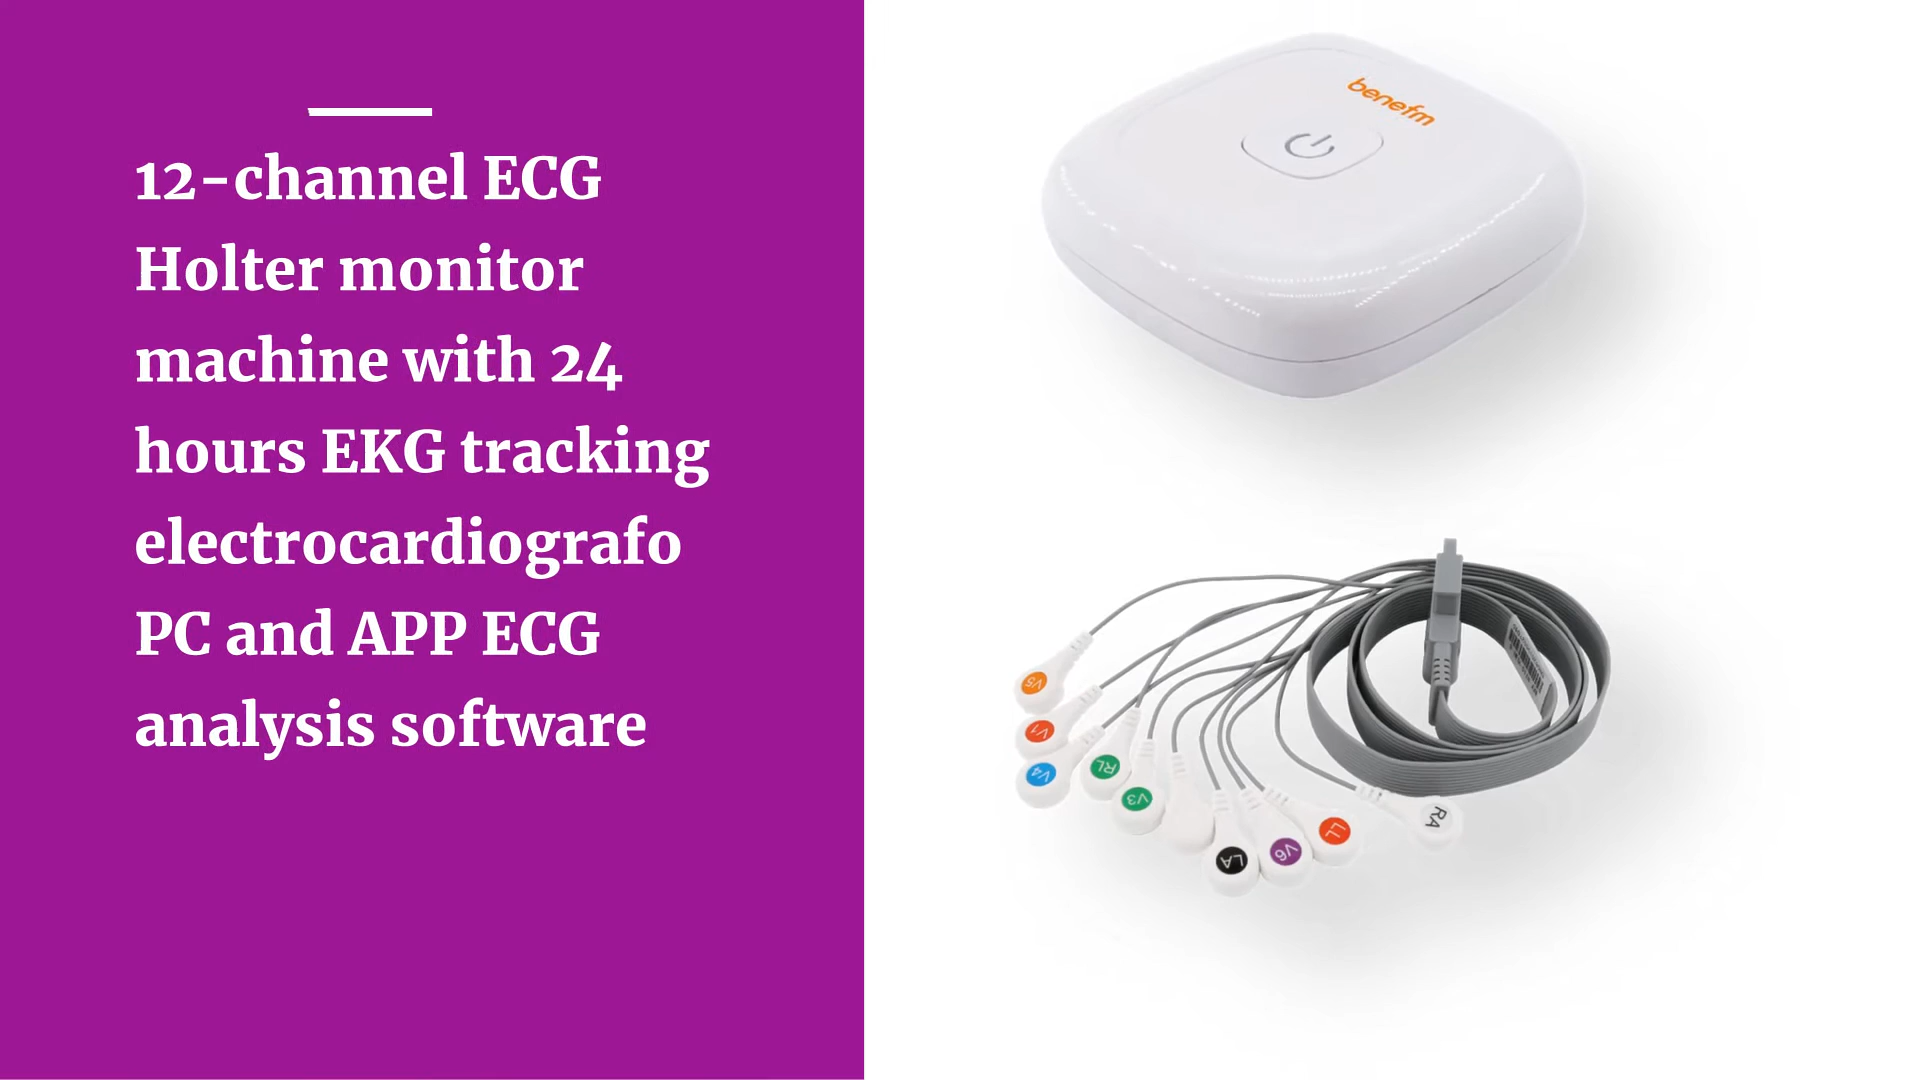 12-channel ECG
Holter monitor
machine with 24
hours EKG tracking
electrocardiografo
PC and APP ECG
analysis software
benefm
V5
V1
V4
RL
V3
LA
V6
LL
RA